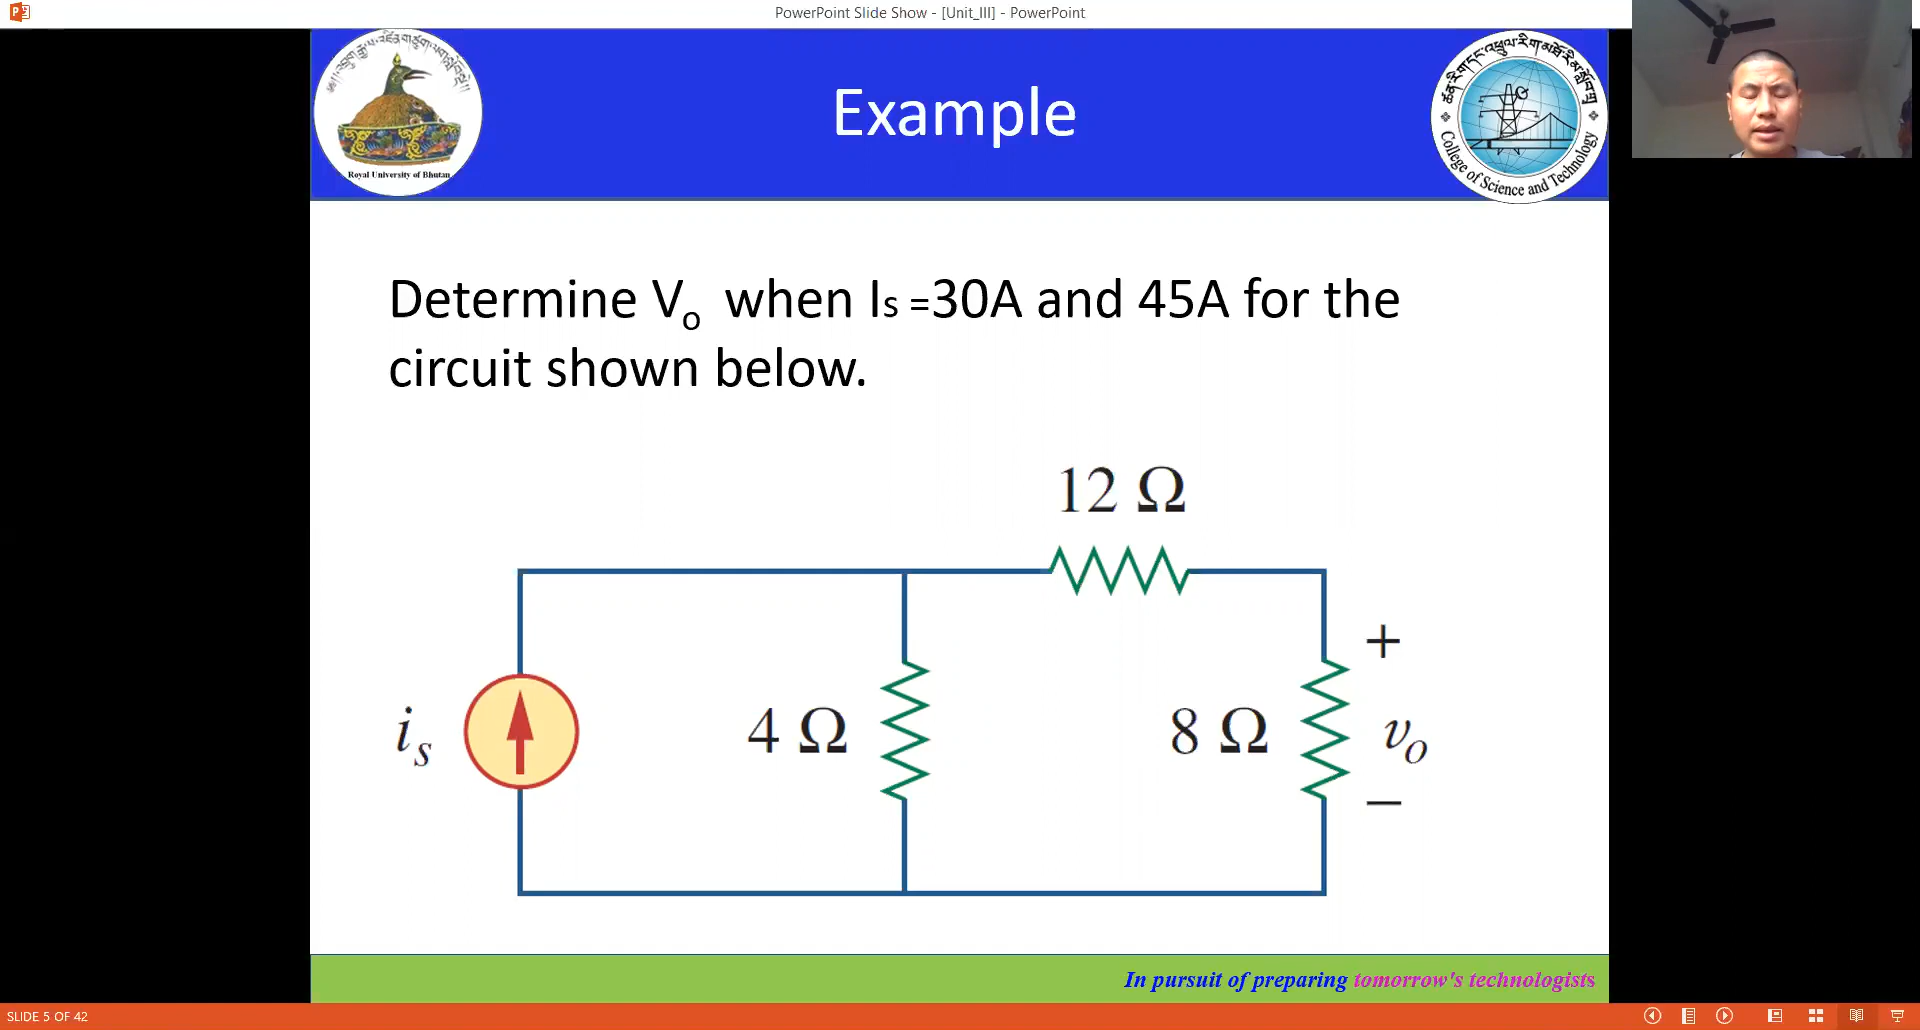 PowerPoint Slide Show - [Unit_III] - PowerPoint
Royal University of Bhutan
Example
College of Science and Technology
Determine Vo when Is =30A and 45A for the
circuit shown below.
12 Ω
+
is
4 Ω
8 Ω
vo
−
In pursuit of preparing tomorrow's technologists
SLIDE 5 OF 42